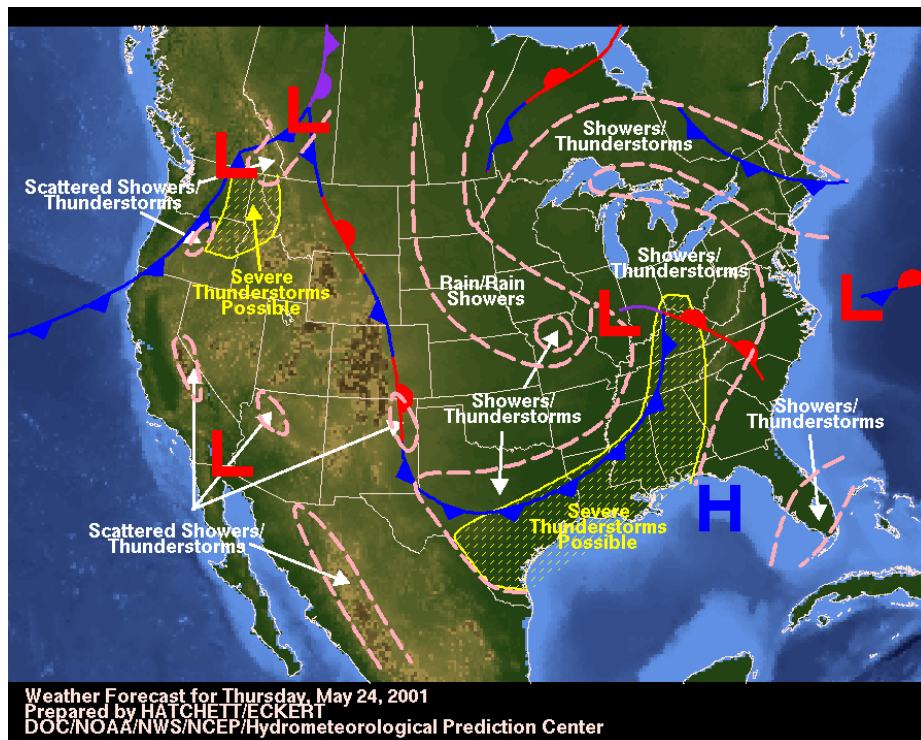 L
L
Showers/
Thunderstorms
Scattered Showers/
Thunderstorms
Severe
Thunderstorms
Possible
Rain/Rain
Showers
Showers/
Thunderstorms
L
L
Showers/
Thunderstorms
Showers/
Thunderstorms
L
H
Scattered Showers/
Thunderstorms
Severe
Thunderstorms
Possible
Weather Forecast for Thursday, May 24, 2001
Prepared by HATCHETT/ECKERT
DOC/NOAA/NWS/NCEP/Hydrometeorological Prediction Center